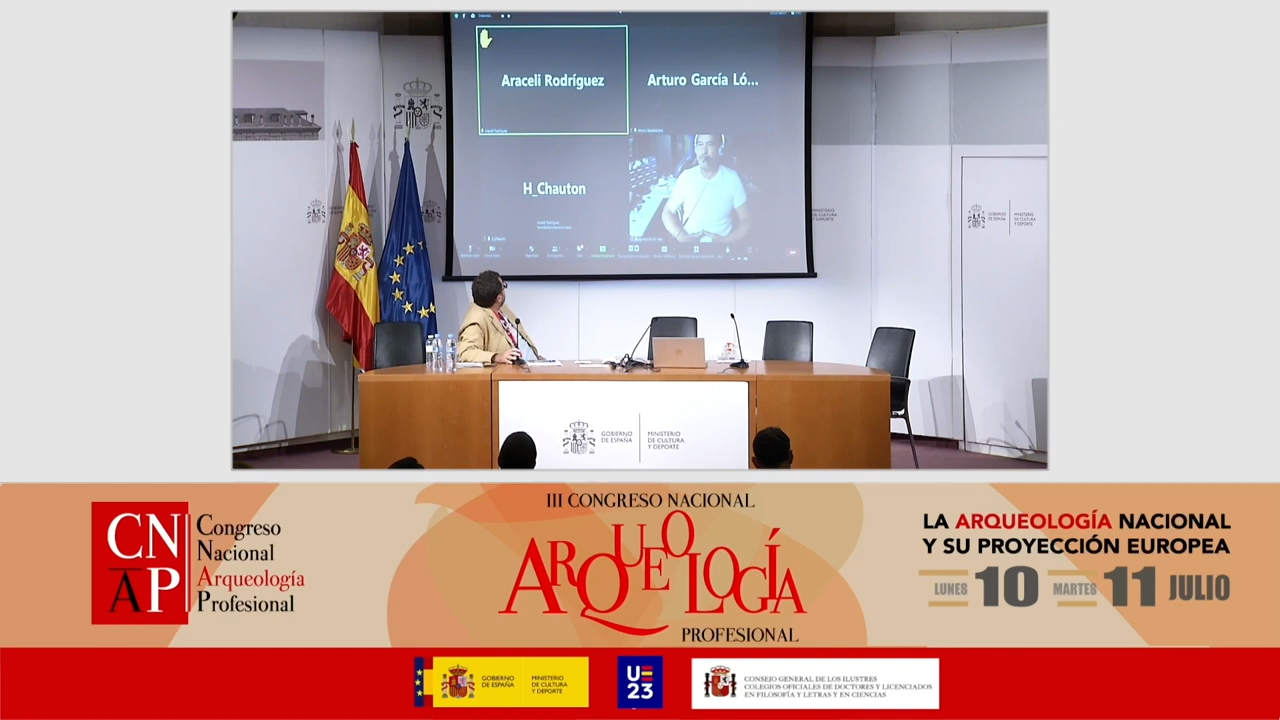 Araceli Rodríguez
Arturo García Ló...
H_Chauton
GOBIERNO
DE ESPAÑA
MINISTERIO
DE CULTURA
Y DEPORTE
GOBIERNO
DE ESPAÑA
MINISTERIO
DE CULTURA
Y DEPORTE
CN
AP
Congreso
Nacional
Arqueología
Profesional
III CONGRESO NACIONAL
ARQUEOLOGÍA
PROFESIONAL
LA ARQUEOLOGÍA NACIONAL
Y SU PROYECCIÓN EUROPEA
LUNES 10 MARTES 11 JULIO
GOBIERNO
DE ESPAÑA
MINISTERIO
DE CULTURA
Y DEPORTE
UE
23
CONSEJO GENERAL DE LOS ILUSTRES
COLEGIOS OFICIALES DE DOCTORES Y LICENCIADOS
EN FILOSOFÍA Y LETRAS Y EN CIENCIAS